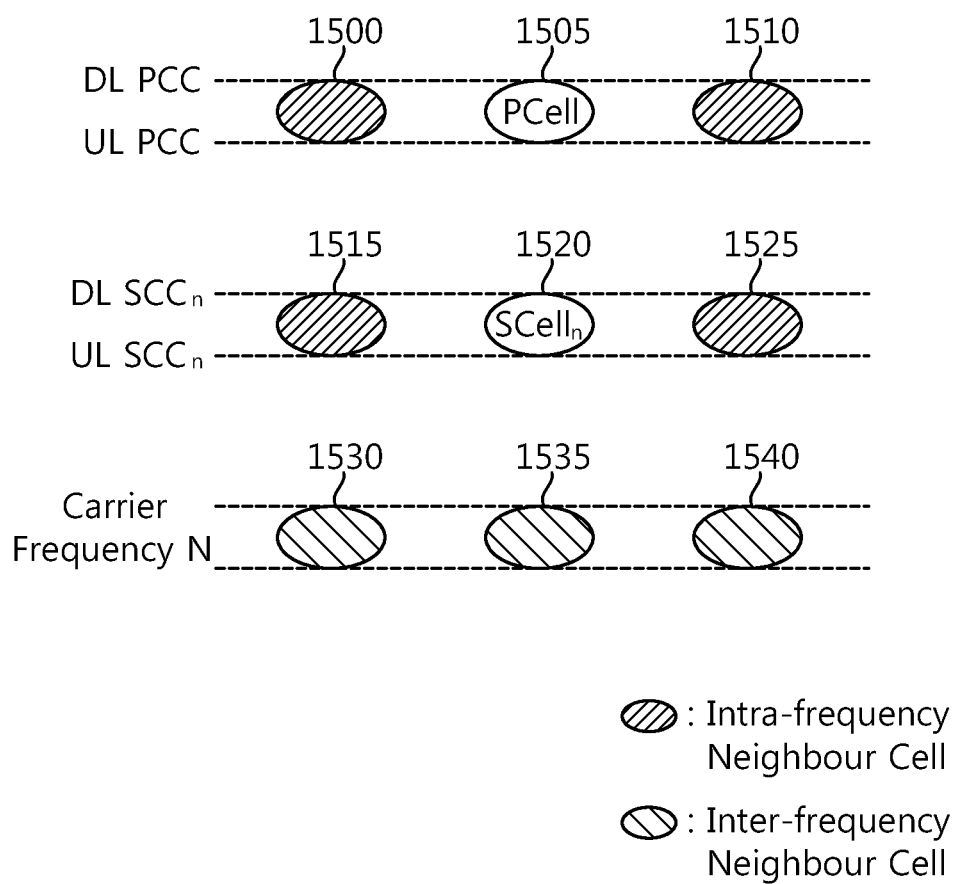 1500 1505 1510
DL PCC
PCell
UL PCC
1515 1520 1525
DL SCCn
SCelln
UL SCCn
1530 1535 1540
Carrier
Frequency N
: Intra-frequency
Neighbour Cell
: Inter-frequency
Neighbour Cell